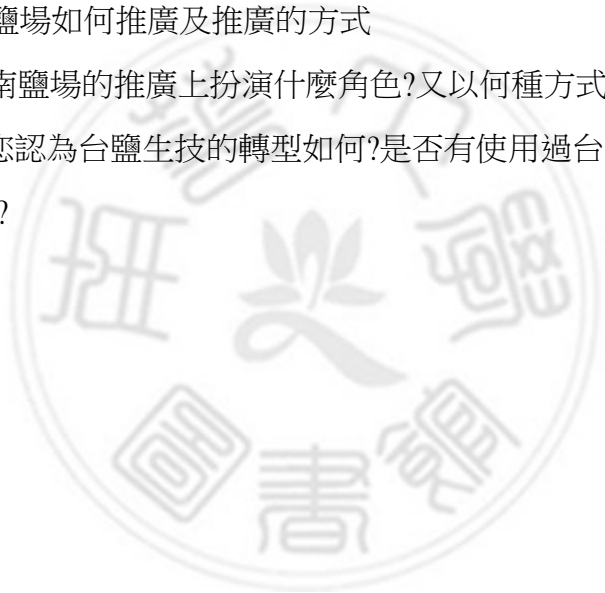 鹽場如何推廣及推廣的方式
南鹽場的推廣上扮演什麼角色?又以何種方式
您認為台鹽生技的轉型如何?是否有使用過台
?
書